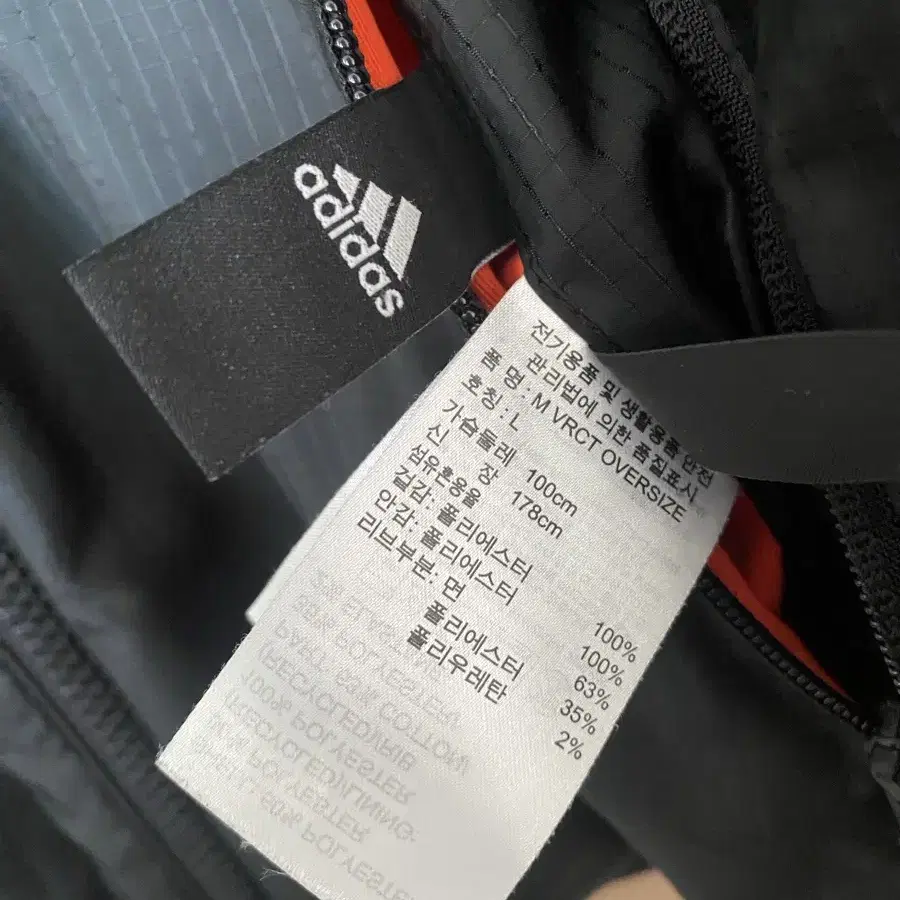 adidas
전기용품 및 생활용품 안전
관리법에 의한 품질표시
품 명 : M VRCT OVERSIZE
호칭 : L
가슴둘레 100cm
신 장 178cm
섬유혼용율
겉감: 폴리에스터 100%
안감: 폴리에스터 100%
리브부분: 면 63%
폴리에스터 35%
폴리우레탄 2%